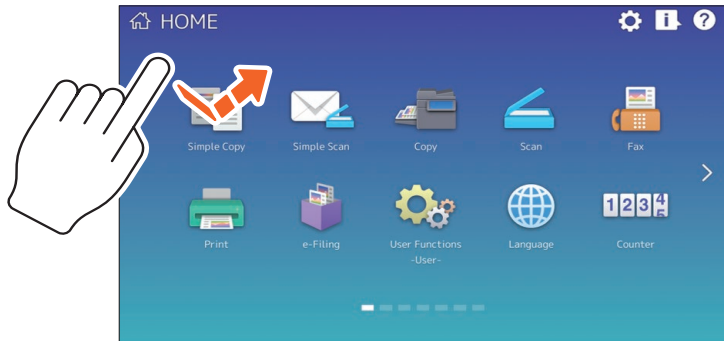 HOME
Simple Copy
Simple Scan
Copy
Scan
Fax
Print
e-Filing
User Functions
-User-
Language
Counter